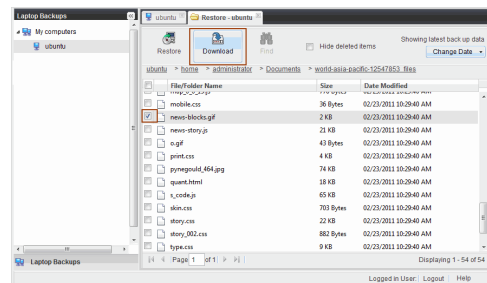 Laptop Backups
My computers
ubuntu
ubuntu
Restore - ubuntu
Restore
Download
Find
Hide deleted items
Showing latest back up data
Change Date
ubuntu > home > administrator > Documents > world-asia-pacific-12547853_files
File/Folder Name Size Date Modified
mobile.css 36 Bytes 02/23/2011 10:29:40 AM
news-blocks.gif 2 KB 02/23/2011 10:29:40 AM
news-story.js 21 KB 02/23/2011 10:29:40 AM
o.gif 43 Bytes 02/23/2011 10:29:40 AM
print.css 4 KB 02/23/2011 10:29:40 AM
pynegould_464.jpg 74 KB 02/23/2011 10:29:40 AM
quant.html 18 KB 02/23/2011 10:29:40 AM
s_code.js 65 KB 02/23/2011 10:29:40 AM
skin.css 703 Bytes 02/23/2011 10:29:40 AM
story.css 22 KB 02/23/2011 10:29:40 AM
story_002.css 882 Bytes 02/23/2011 10:29:40 AM
type.css 9 KB 02/23/2011 10:29:40 AM
Laptop Backups
Page 1 of 1
Displaying 1 - 54 of 54
Logged in User: Logout Help